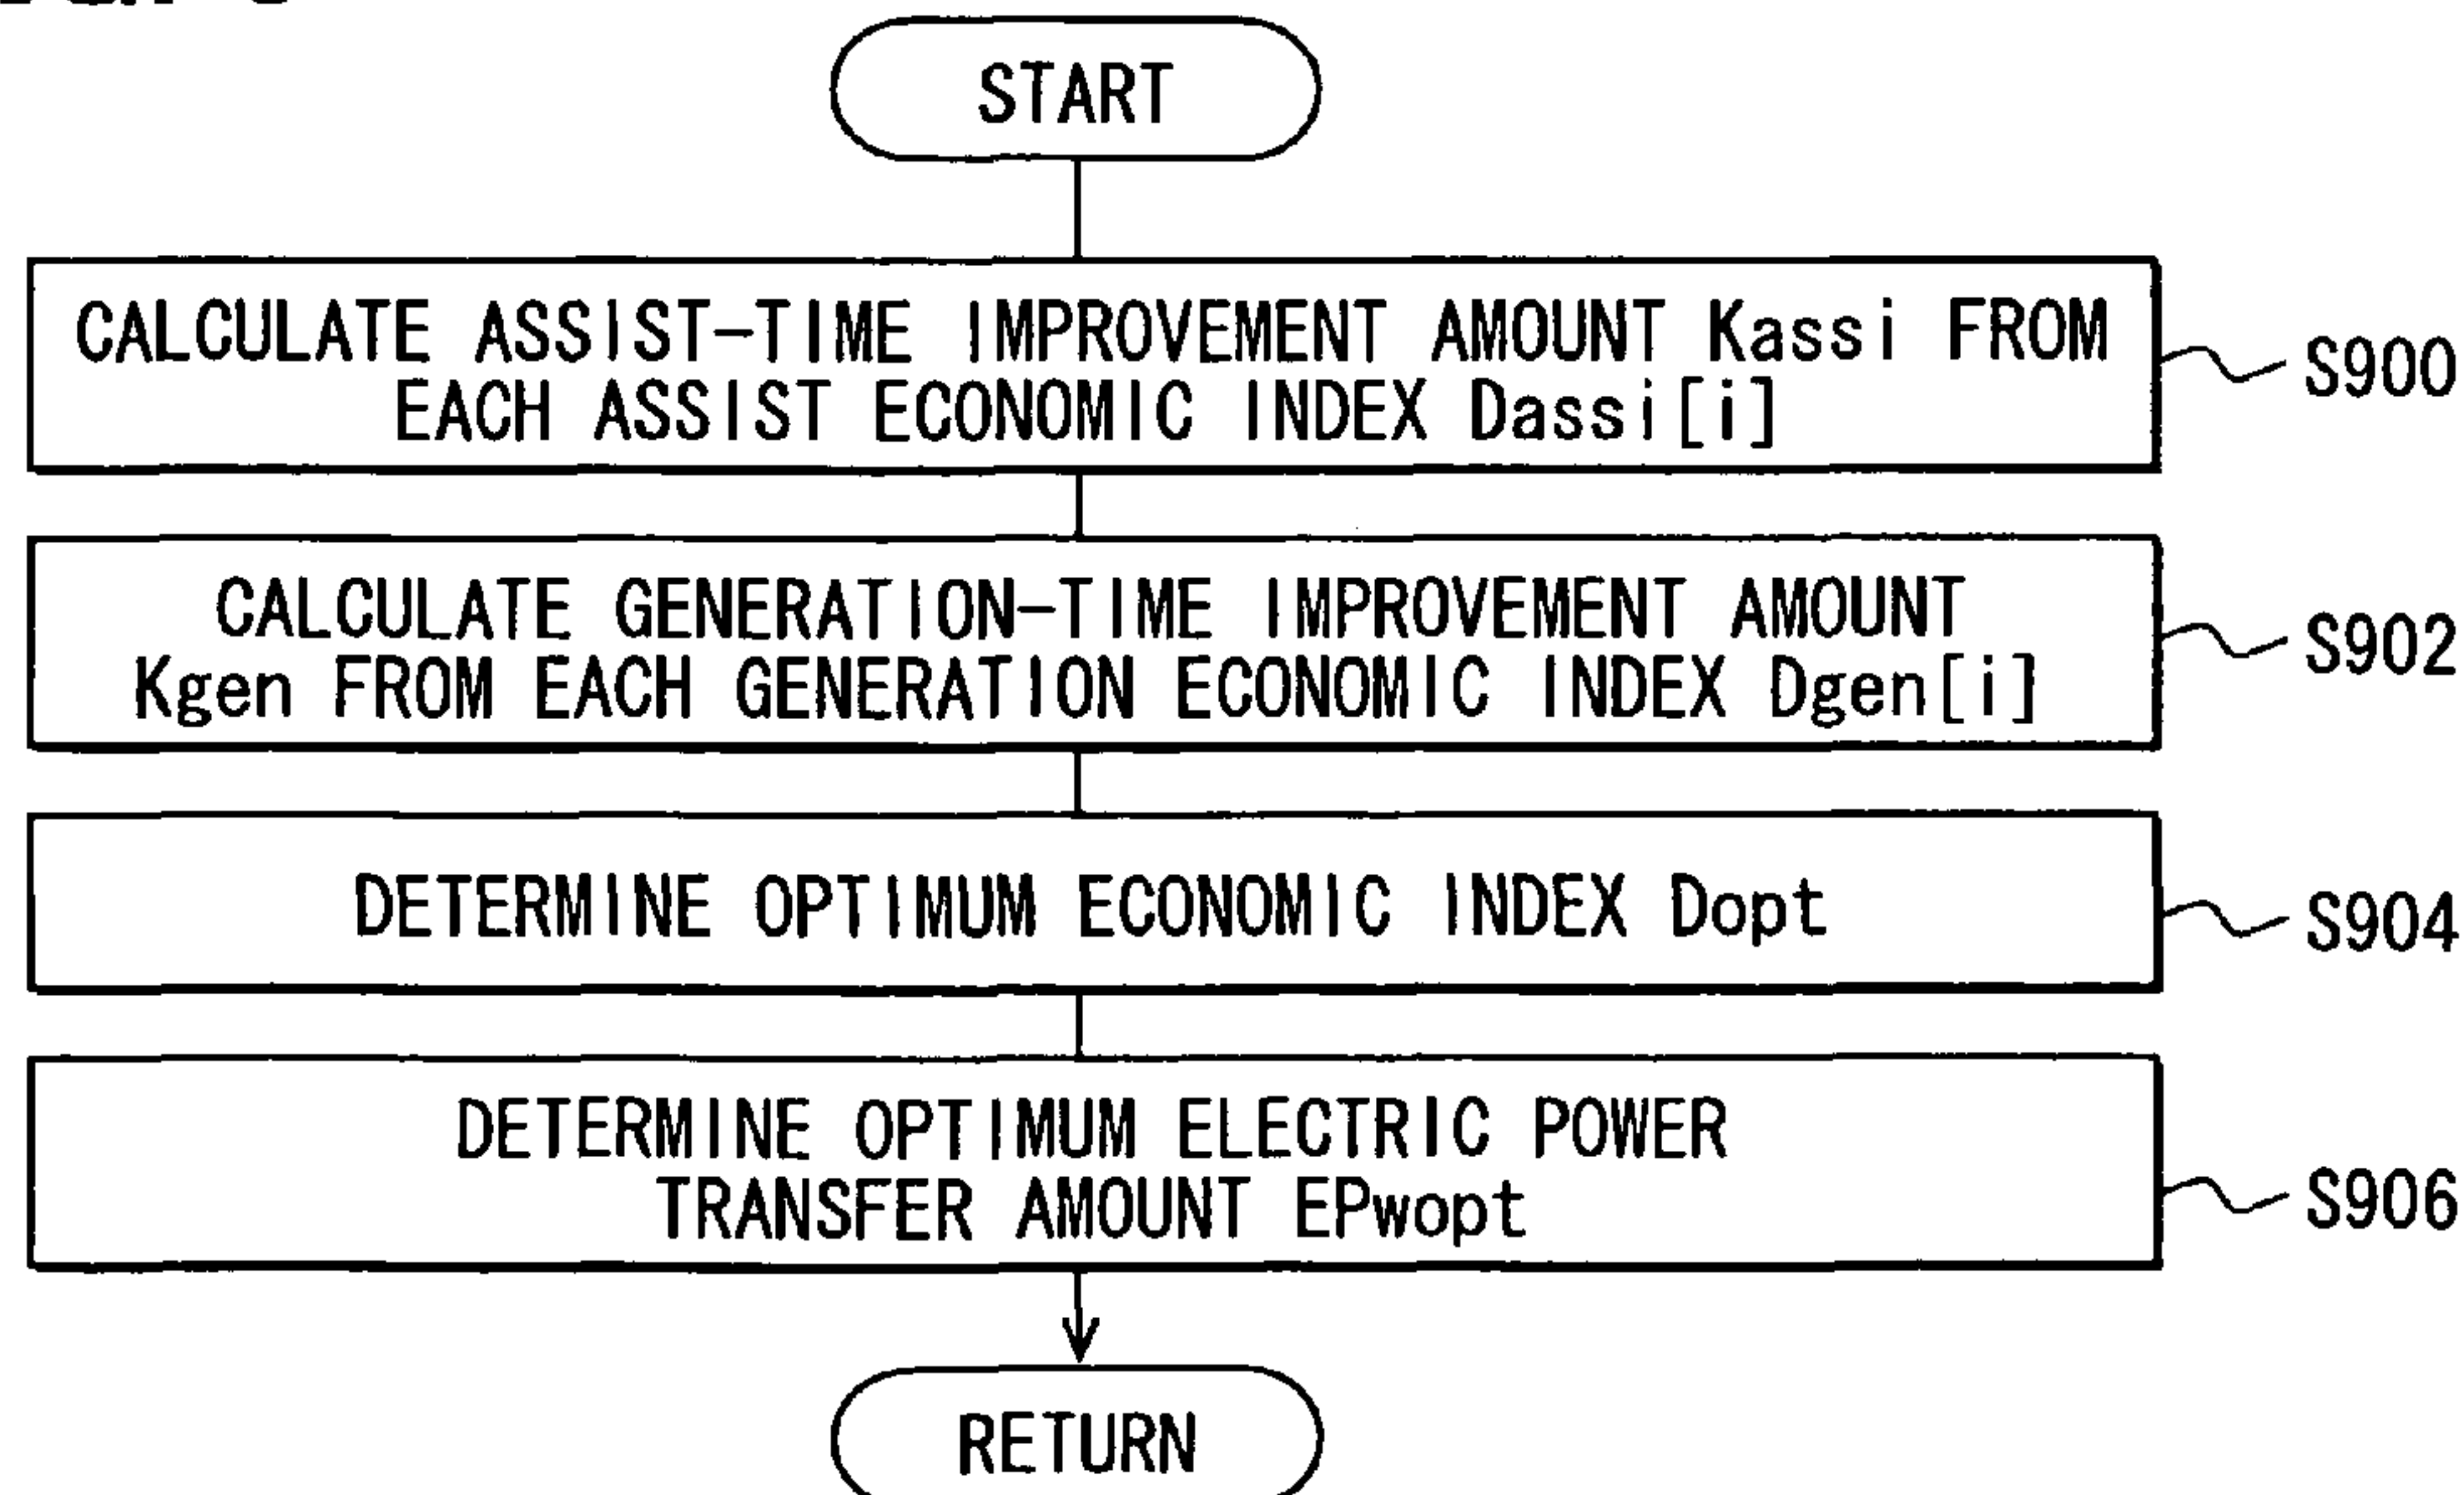 START
CALCULATE ASSIST-TIME IMPROVEMENT AMOUNT Kassi FROM
EACH ASSIST ECONOMIC INDEX Dassi[i]
S900
CALCULATE GENERATION-TIME IMPROVEMENT AMOUNT
Kgen FROM EACH GENERATION ECONOMIC INDEX Dgen[i]
S902
DETERMINE OPTIMUM ECONOMIC INDEX Dopt
S904
DETERMINE OPTIMUM ELECTRIC POWER
TRANSFER AMOUNT EPwopt
S906
RETURN